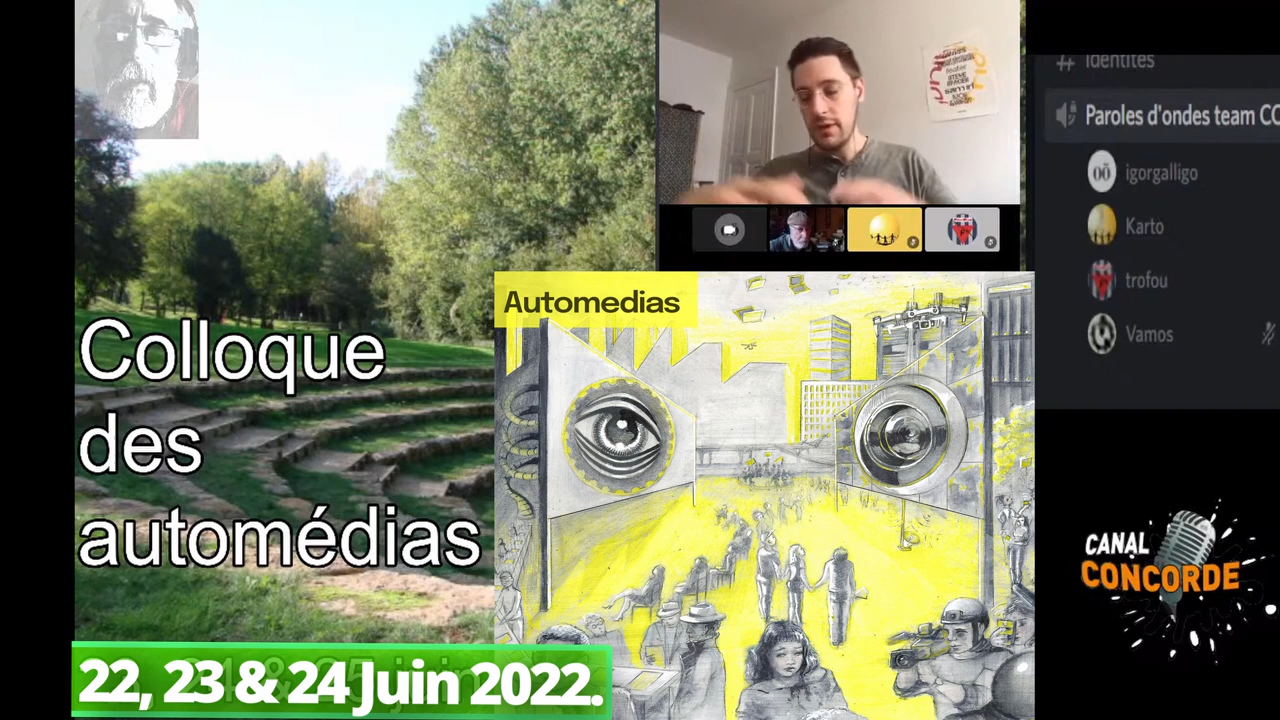 Colloque
des
automédias
22, 23 & 24 Juin 2022.
Automedias
identités
Paroles d'ondes team CO
igorgalligo
Karto
trofou
Vamos
CANAL
CONCORDE